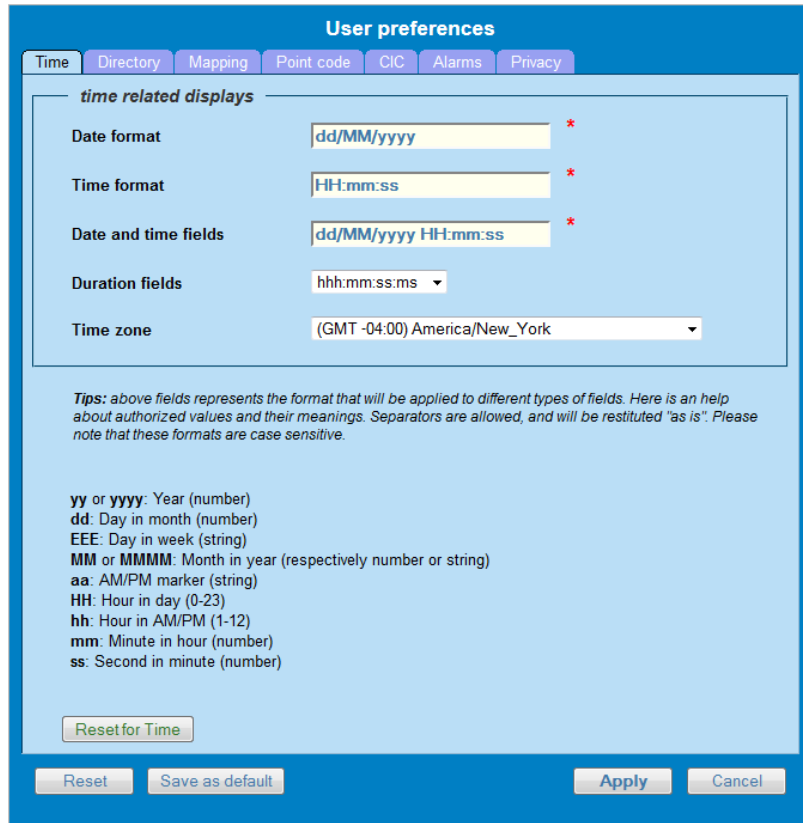 User preferences
Time Directory Mapping Point code CIC Alarms Privacy
time related displays
Date format dd/MM/yyyy *
Time format HH:mm:ss *
Date and time fields dd/MM/yyyy HH:mm:ss *
Duration fields hhh:mm:ss:ms
Time zone (GMT -04:00) America/New_York
Tips: above fields represents the format that will be applied to different types of fields. Here is an help
about authorized values and their meanings. Separators are allowed, and will be restituted "as is". Please
note that these formats are case sensitive.
yy or yyyy: Year (number)
dd: Day in month (number)
EEE: Day in week (string)
MM or MMMM: Month in year (respectively number or string)
aa: AM/PM marker (string)
HH: Hour in day (0-23)
hh: Hour in AM/PM (1-12)
mm: Minute in hour (number)
ss: Second in minute (number)
Reset for Time
Reset Save as default Apply Cancel